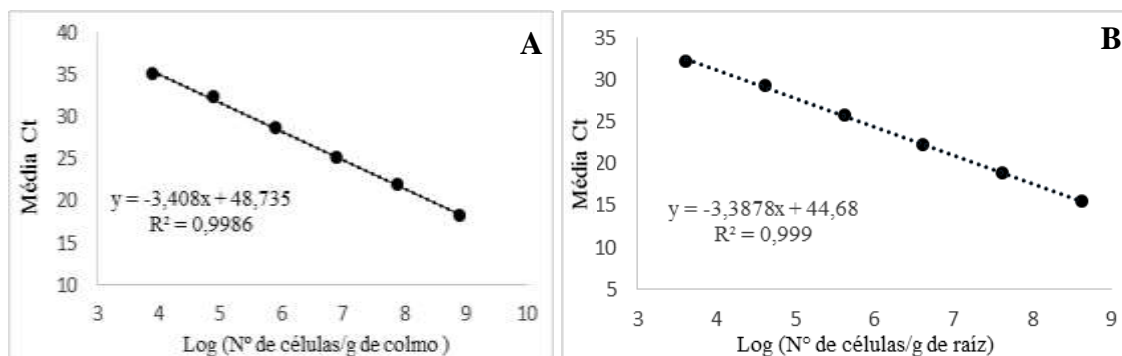 A
Média Ct
40
35
30
25
20
15
10
y = -3,408x + 48,735
R² = 0,9986
3 4 5 6 7 8 9 10
Log (N° de células/g de colmo )
B
Média Ct
35
30
25
20
15
10
5
y = -3,3878x + 44,68
R² = 0,999
3 4 5 6 7 8 9
Log (N° de células/g de raíz)